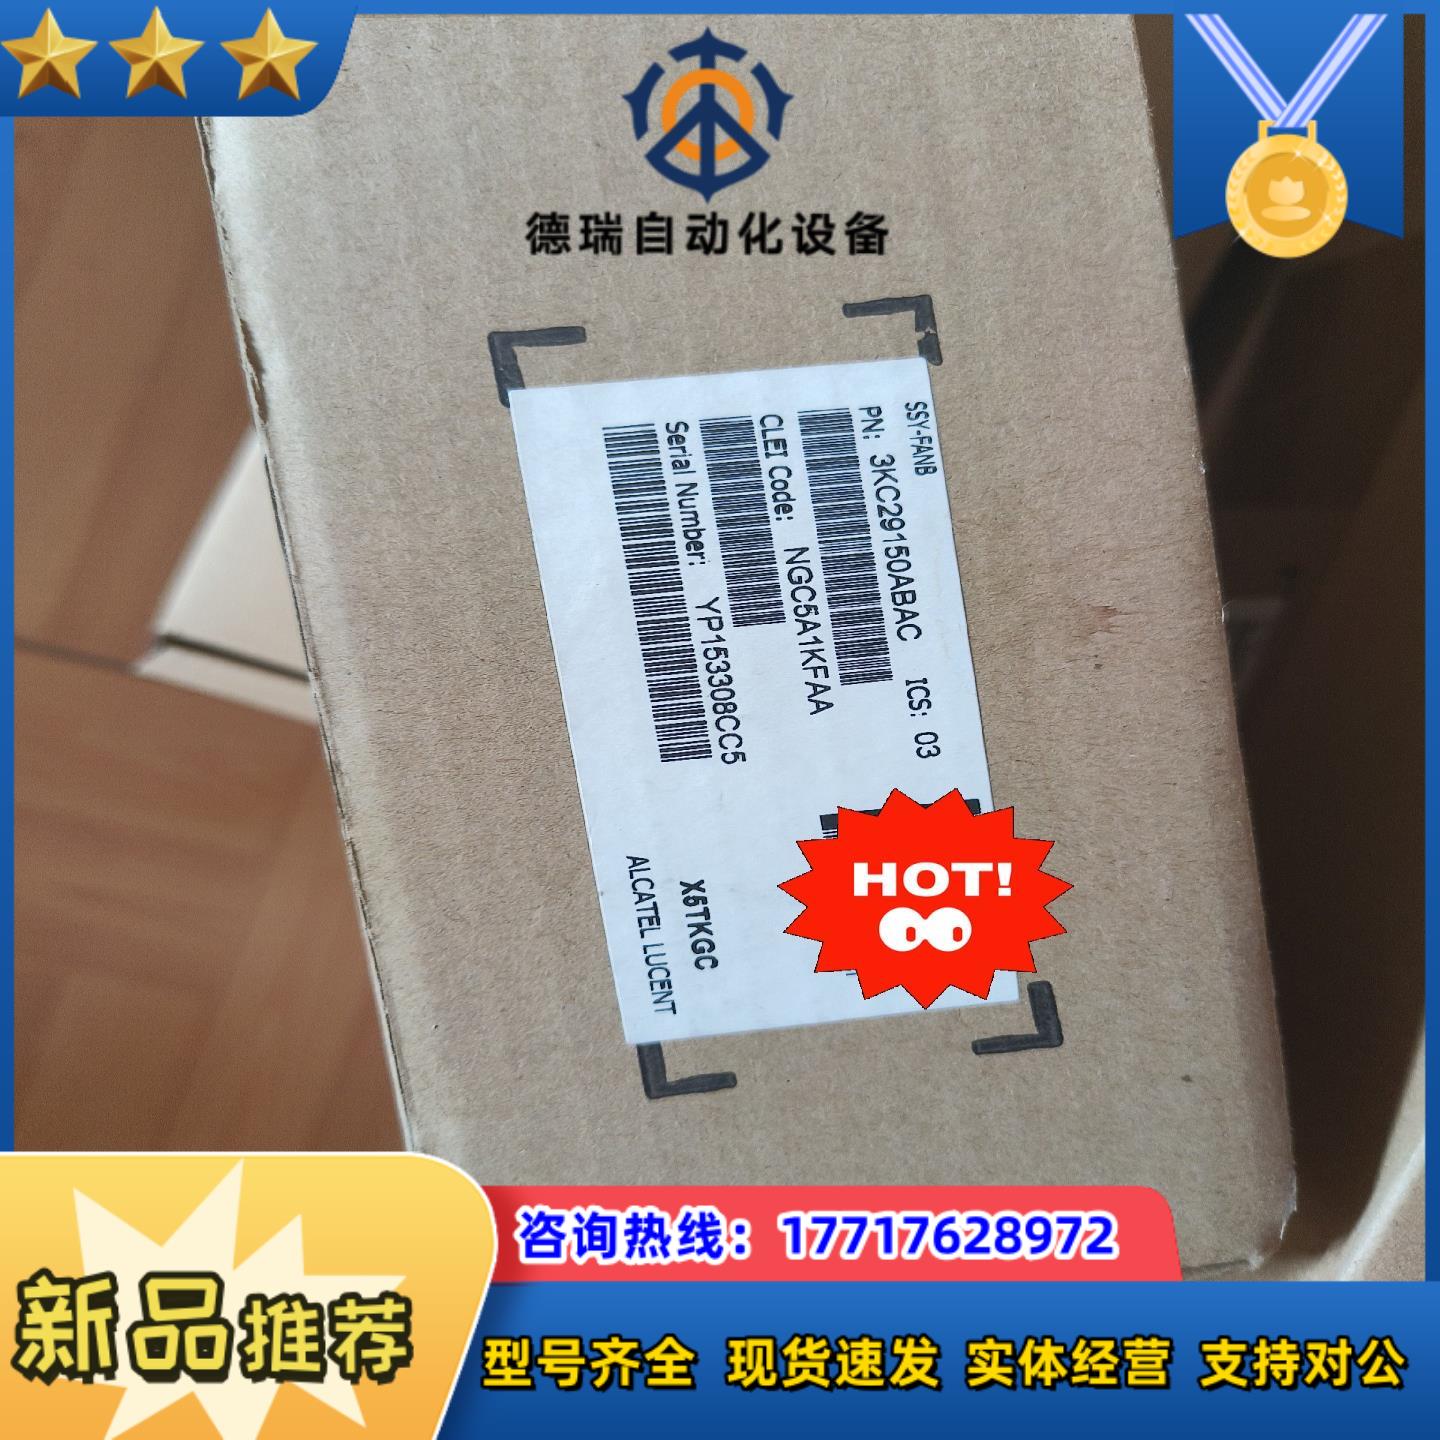 德瑞自动化设备
SSY-FANB
PN: 3KC29150ABAC ICS: 03
CLEI Code: NGC5A1KFAA
Serial Number: YP153308CC5
X5TKGC
ALCATEL LUCENT
HOT!
咨询热线：17717628972
新品推荐
型号齐全 现货速发 实体经营 支持对公